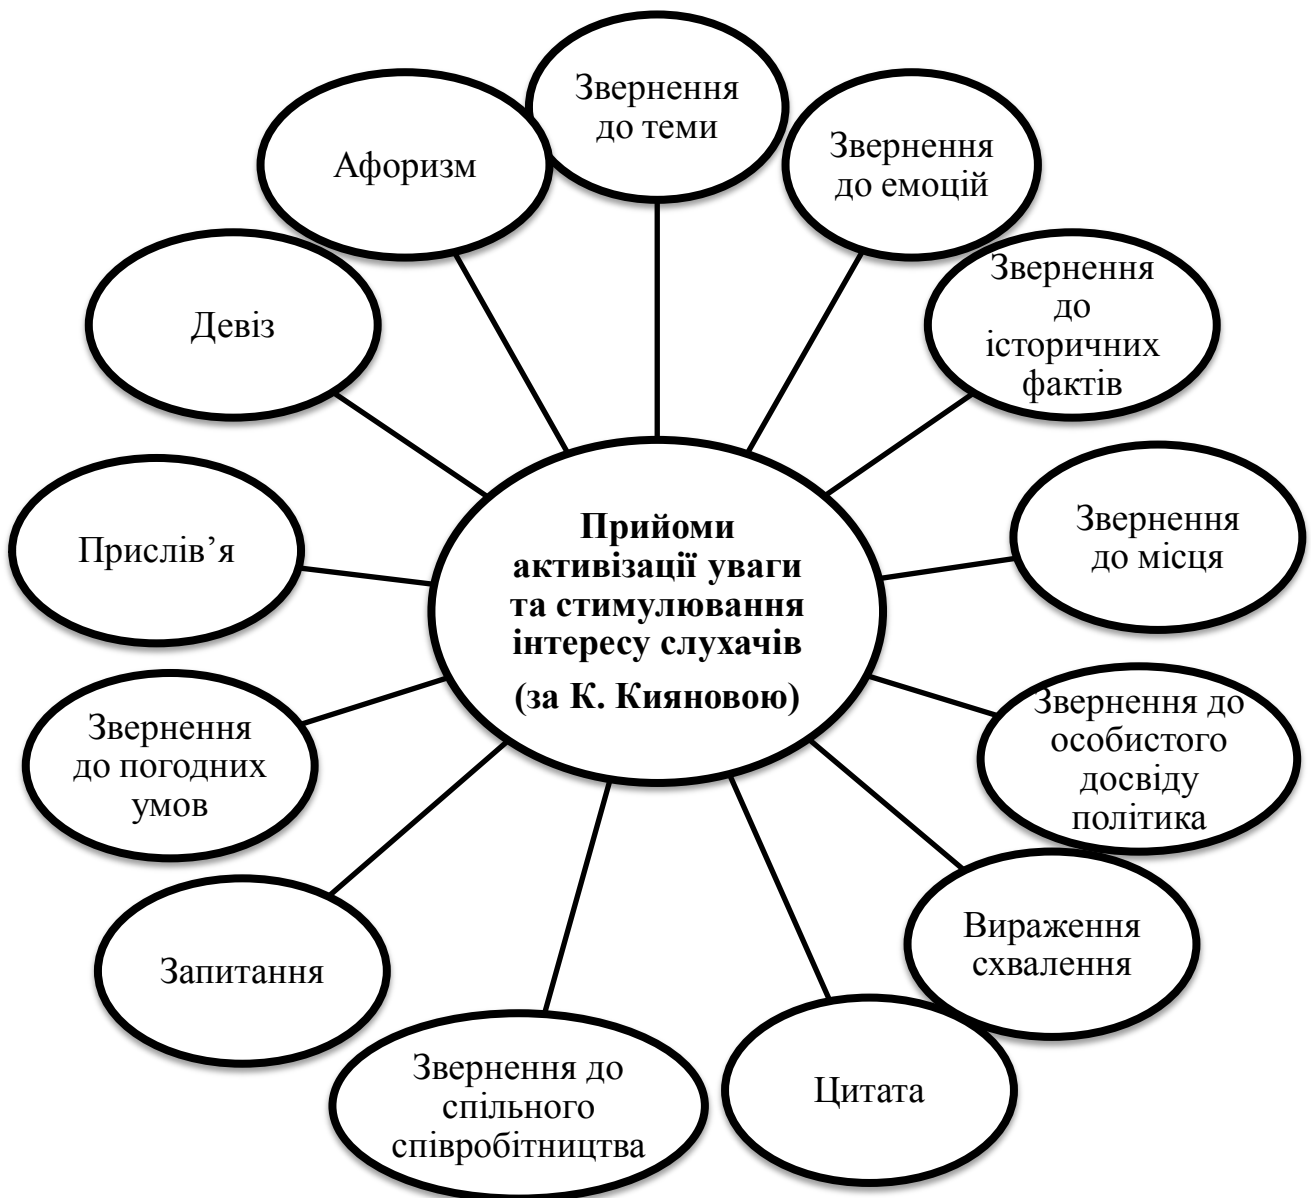 Звернення
до теми
Звернення
до емоцій
Звернення
до
історичних
фактів
Звернення
до місця
Звернення до
особистого
досвіду
політика
Вираження
схвалення
Цитата
Звернення до
спільного
співробітництва
Запитання
Звернення
до погодних
умов
Прислів’я
Девіз
Афоризм
Прийоми
активізації уваги
та стимулювання
інтересу слухачів
(за К. Кияновою)